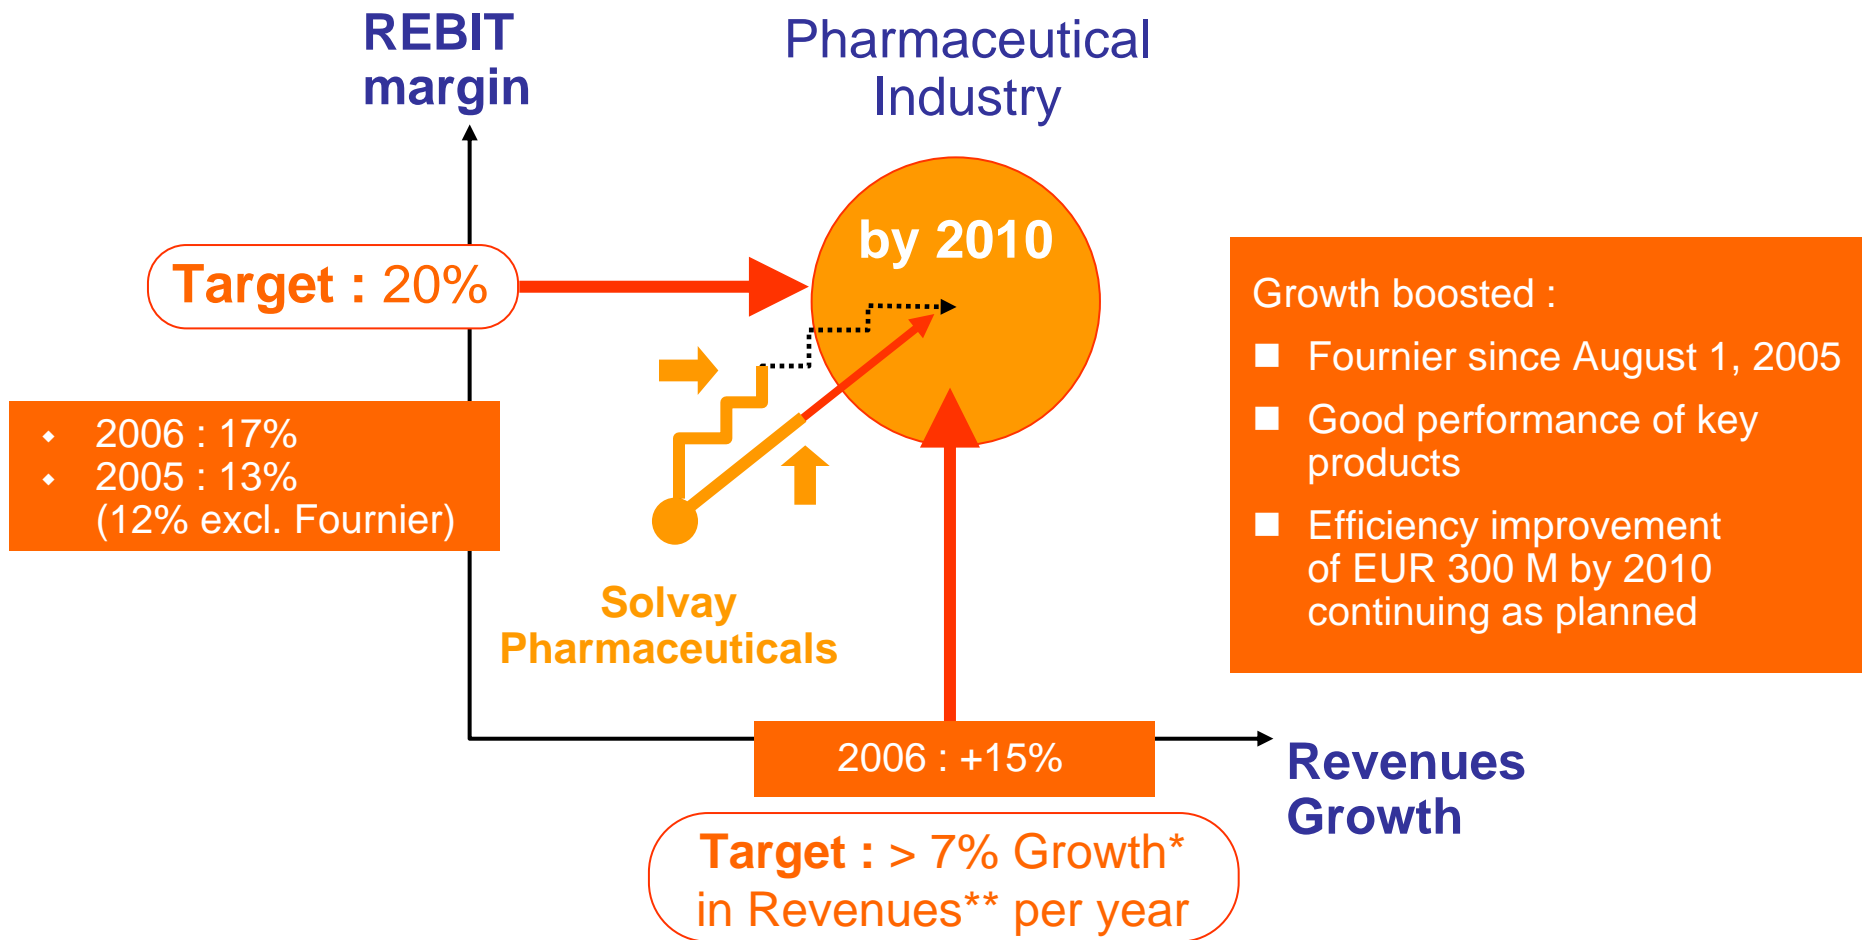 REBIT
margin
Pharmaceutical
Industry
by 2010
Target : 20%
2006 : 17%
2005 : 13%
(12% excl. Fournier)
Solvay
Pharmaceuticals
Growth boosted :
Fournier since August 1, 2005
Good performance of key
products
Efficiency improvement
of EUR 300 M by 2010
continuing as planned
2006 : +15%
Revenues
Growth
Target : > 7% Growth*
in Revenues** per year